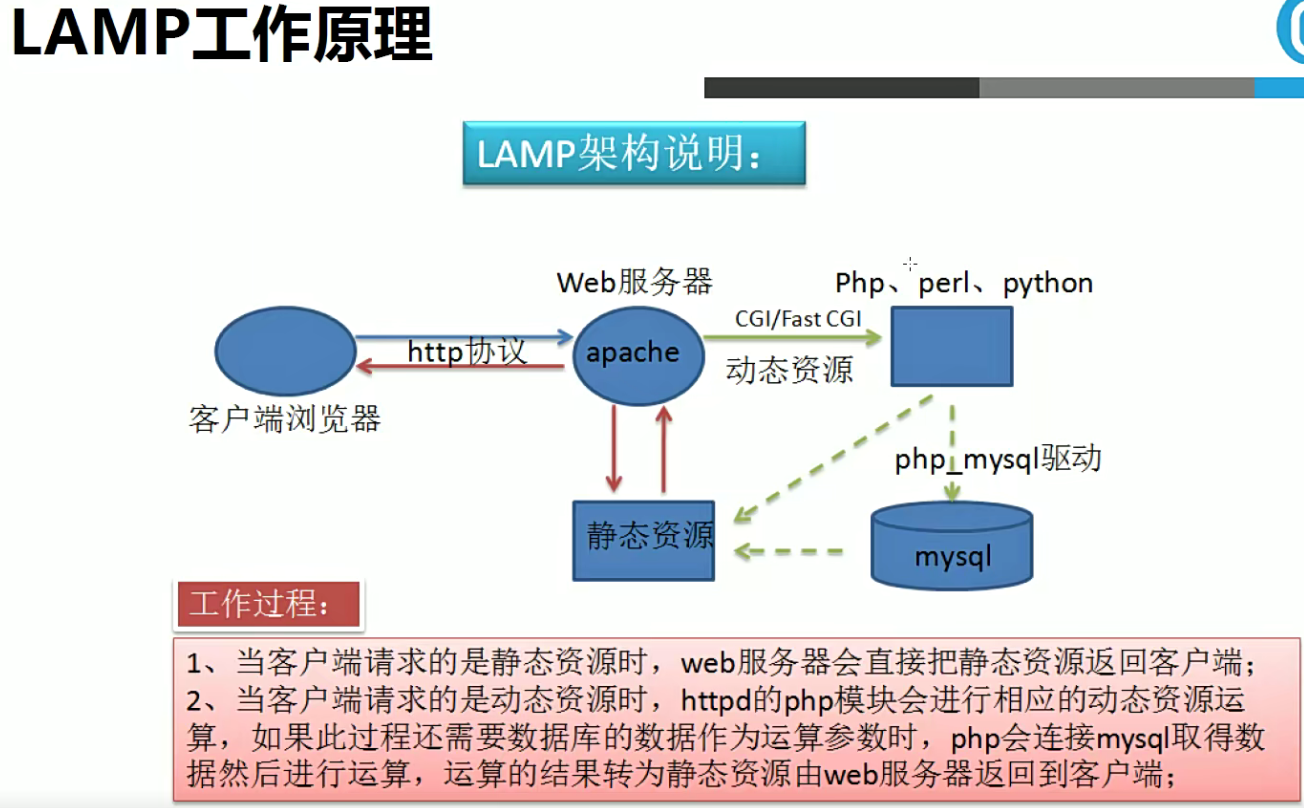 LAMP工作原理
LAMP架构说明：
Web服务器
Php、perl、python
CGI/Fast CGI
http协议
apache
动态资源
客户端浏览器
php_mysql驱动
静态资源
mysql
工作过程：
1、当客户端请求的是静态资源时，web服务器会直接把静态资源返回客户端；
2、当客户端请求的是动态资源时，httpd的php模块会进行相应的动态资源运
算，如果此过程还需要数据库的数据作为运算参数时，php会连接mysql取得数
据然后进行运算，运算的结果转为静态资源由web服务器返回到客户端；